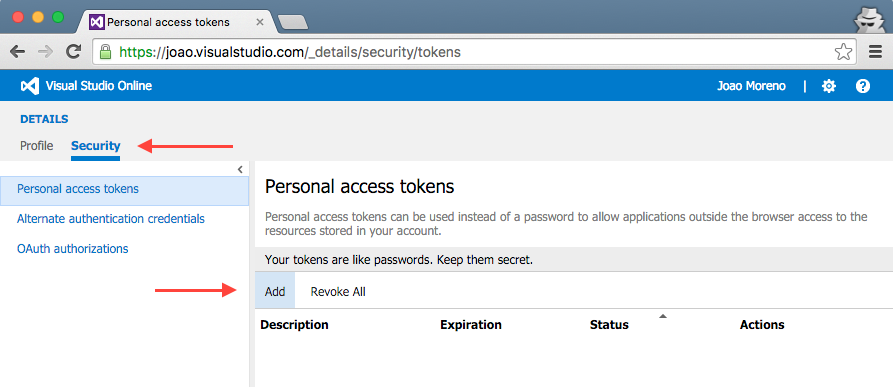 Personal access tokens
https://joao.visualstudio.com/_details/security/tokens
Visual Studio Online
Joao Moreno |
DETAILS
Profile Security
Personal access tokens
Alternate authentication credentials
OAuth authorizations
Personal access tokens
Personal access tokens can be used instead of a password to allow applications outside the browser access to the
resources stored in your account.
Your tokens are like passwords. Keep them secret.
Add Revoke All
Description Expiration Status Actions